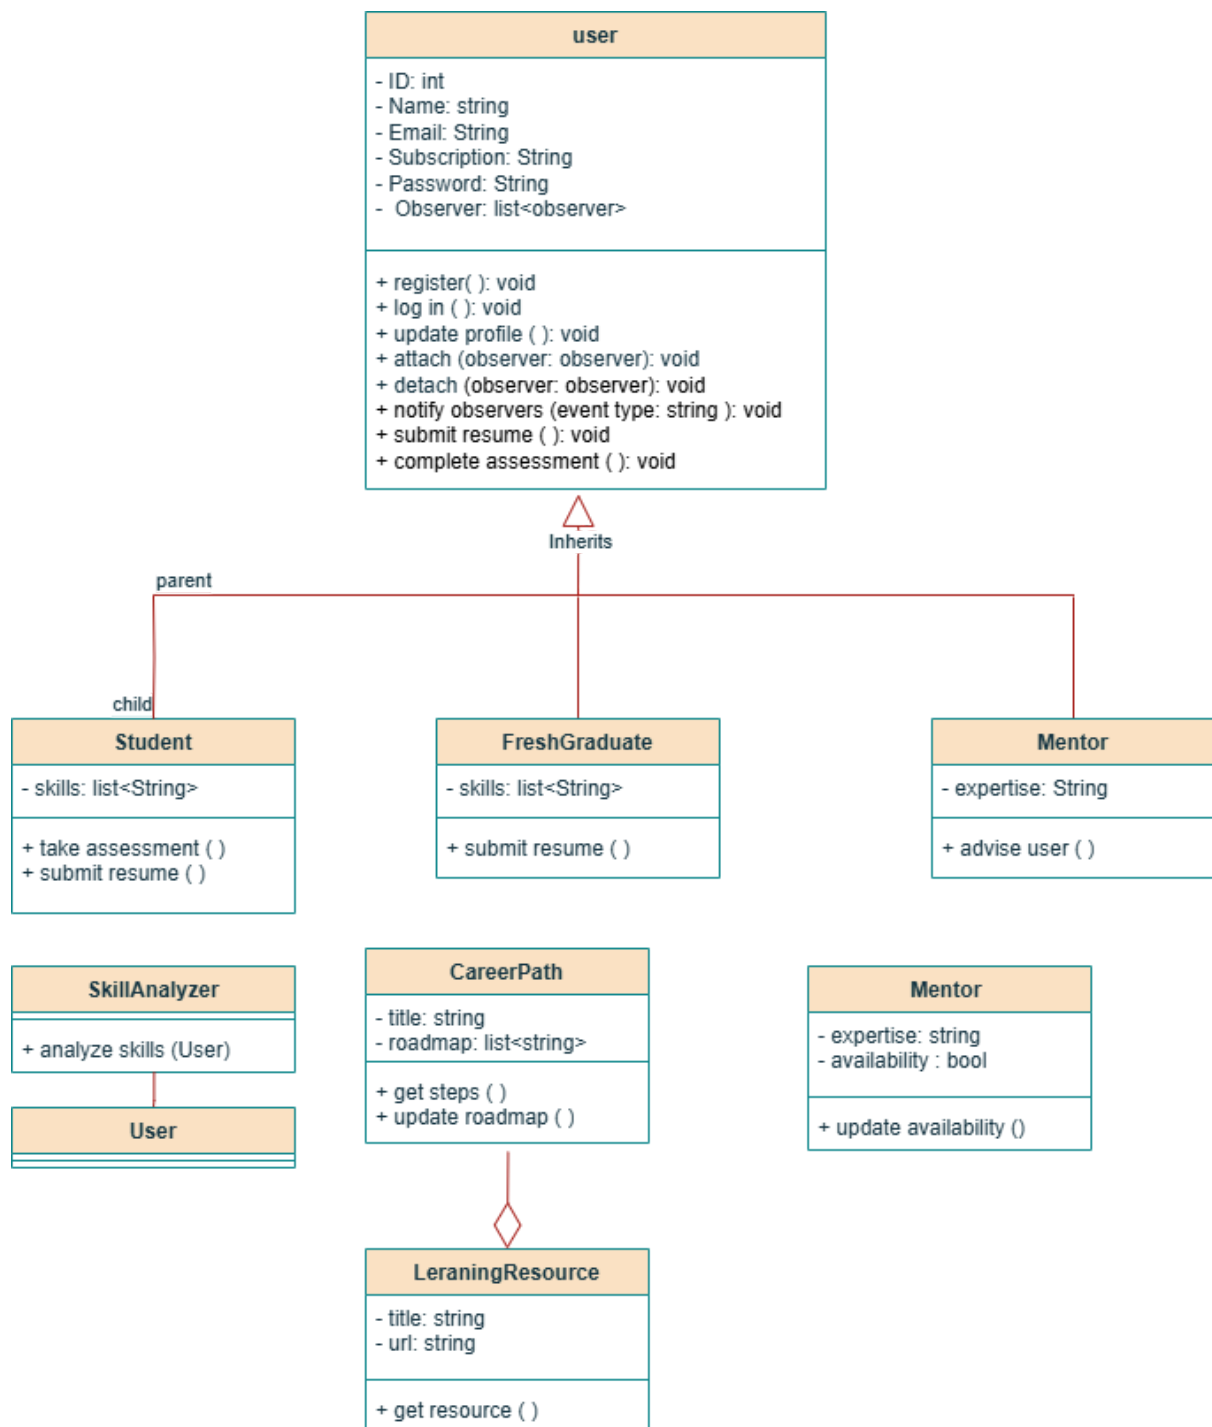 user
- ID: int
- Name: string
- Email: String
- Subscription: String
- Password: String
- Observer: list<observer>
+ register( ): void
+ log in ( ): void
+ update profile ( ): void
+ attach (observer: observer): void
+ detach (observer: observer): void
+ notify observers (event type: string ): void
+ submit resume ( ): void
+ complete assessment ( ): void
Inherits
parent
child
Student
- skills: list<String>
+ take assessment ( )
+ submit resume ( )
FreshGraduate
- skills: list<String>
+ submit resume ( )
Mentor
- expertise: String
+ advise user ( )
SkillAnalyzer
+ analyze skills (User)
User
CareerPath
- title: string
- roadmap: list<string>
+ get steps ( )
+ update roadmap ( )
Mentor
- expertise: string
- availability : bool
+ update availability ()
LeraningResource
- title: string
- url: string
+ get resource ( )